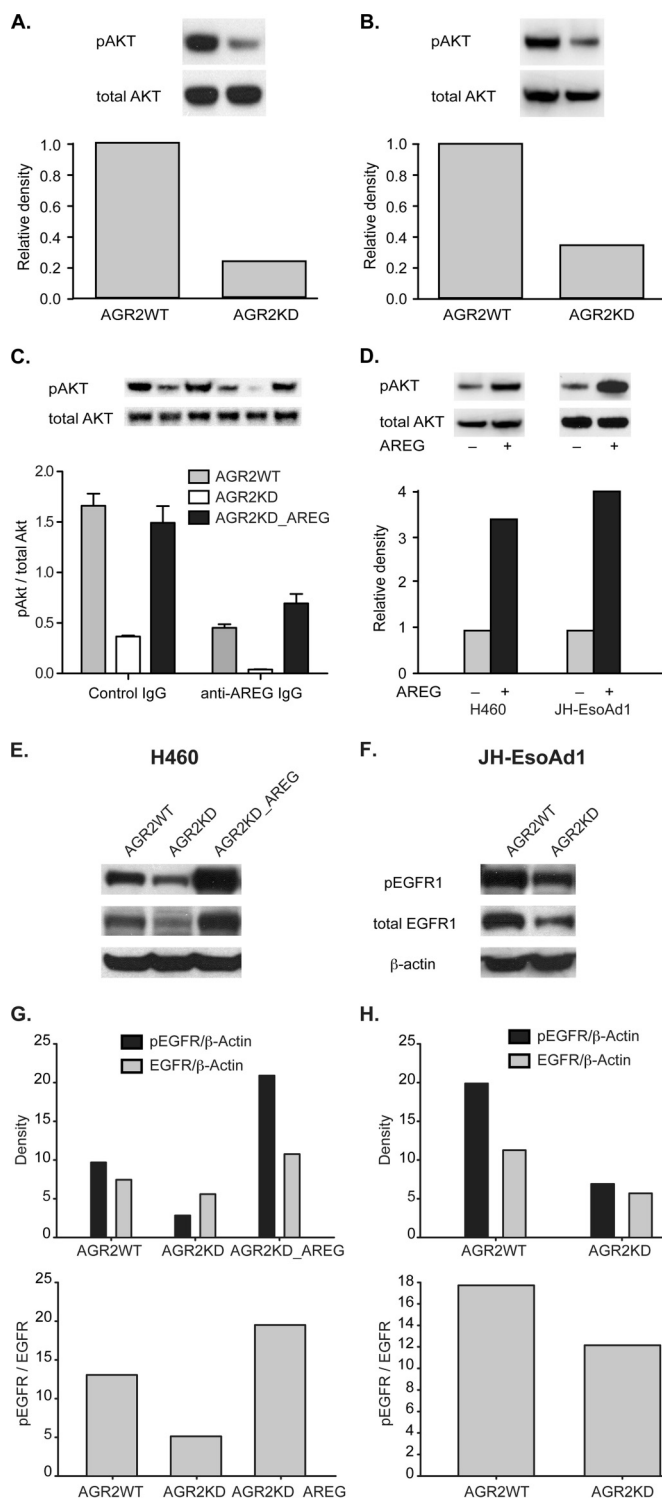 A.
pAKT
total AKT
1.0
0.8
0.6
0.4
0.2
0.0
Relative density
AGR2WT AGR2KD
B.
pAKT
total AKT
1.0
0.8
0.6
0.4
0.2
0.0
Relative density
AGR2WT AGR2KD
C.
pAKT
total AKT
2.0
1.5
1.0
0.5
0.0
pAkt / total Akt
AGR2WT
AGR2KD
AGR2KD_AREG
Control IgG anti-AREG IgG
D.
pAKT
total AKT
AREG – + – +
4
3
2
1
0
Relative density
AREG – + – +
H460 JH-EsoAd1
E. H460
AGR2WT AGR2KD AGR2KD_AREG
F. JH-EsoAd1
AGR2WT AGR2KD
pEGFR1
total EGFR1
β-actin
G.
pEGFR/β-Actin
EGFR/β-Actin
25
20
15
10
5
0
Density
AGR2WT AGR2KD AGR2KD_AREG
25
20
15
10
5
0
pEGFR / EGFR
AGR2WT AGR2KD AGR2KD_AREG
H.
pEGFR/β-Actin
EGFR/β-Actin
25
20
15
10
5
0
Density
AGR2WT AGR2KD
18
16
14
12
10
8
6
4
2
0
pEGFR / EGFR
AGR2WT AGR2KD